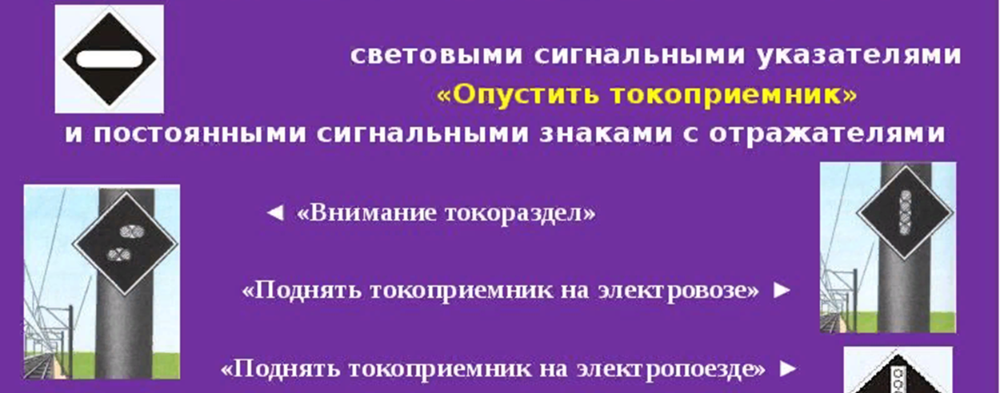 световыми сигнальными указателями
«Опустить токоприемник»
и постоянными сигнальными знаками с отражателями
◄ «Внимание токораздел»
«Поднять токоприемник на электровозе» ►
«Поднять токоприемник на электропоезде» ►